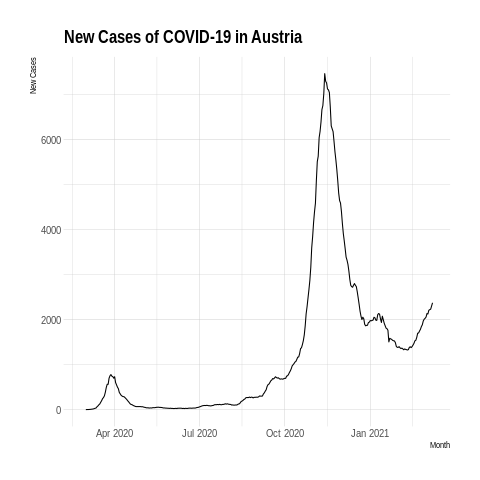 New Cases of COVID-19 in Austria
New Cases
6000
4000
2000
0
Apr 2020
Jul 2020
Oct 2020
Jan 2021
Month